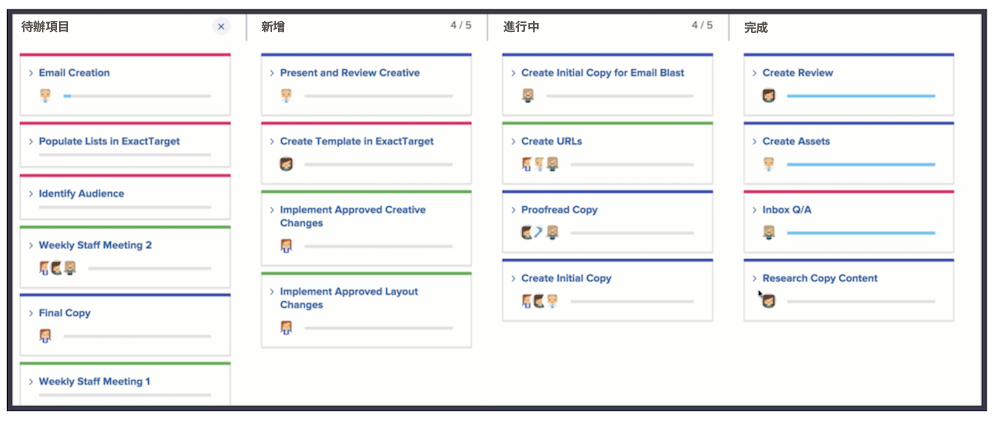 待辦項目
×
Email Creation
Populate Lists in ExactTarget
Identify Audience
Weekly Staff Meeting 2
Final Copy
Weekly Staff Meeting 1
新增
4 / 5
Present and Review Creative
Create Template in ExactTarget
Implement Approved Creative
Changes
Implement Approved Layout
Changes
進行中
4 / 5
Create Initial Copy for Email Blast
Create URLs
Proofread Copy
Create Initial Copy
完成
Create Review
Create Assets
Inbox Q/A
Research Copy Content